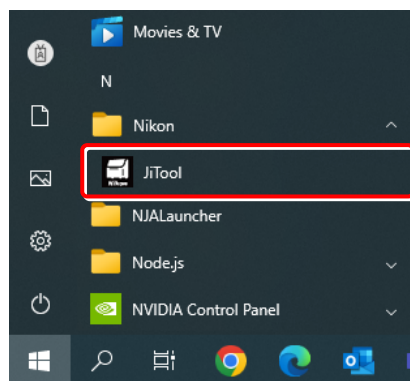 Movies & TV
N
Nikon
JiTool
NJALauncher
Node.js
NVIDIA Control Panel